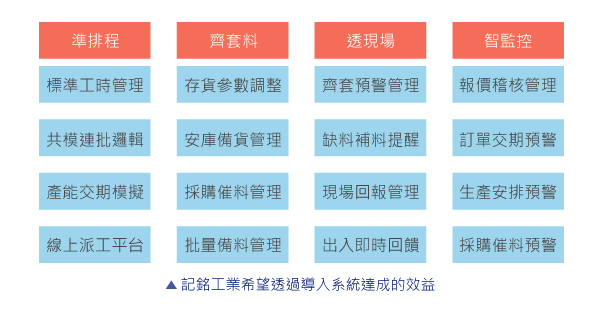 準排程 齊套料 透現場 智監控
標準工時管理 存貨參數調整 齊套預警管理 報價稽核管理
共模連批邏輯 安庫備貨管理 缺料補料提醒 訂單交期預警
產能交期模擬 採購催料管理 現場回報管理 生產安排預警
線上派工平台 批量備料管理 出入即時回饋 採購催料預警
▲ 記銘工業希望透過導入系統達成的效益